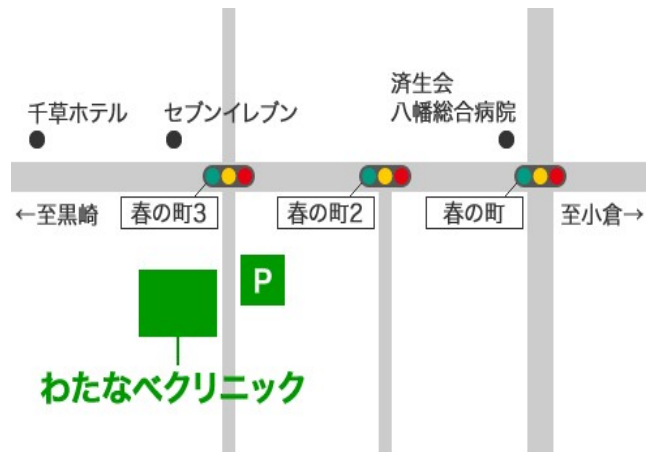 済生会
八幡総合病院
千草ホテル
セブンイレブン
←至黒崎
春の町3
春の町2
春の町
至小倉→
P
わたなべクリニック